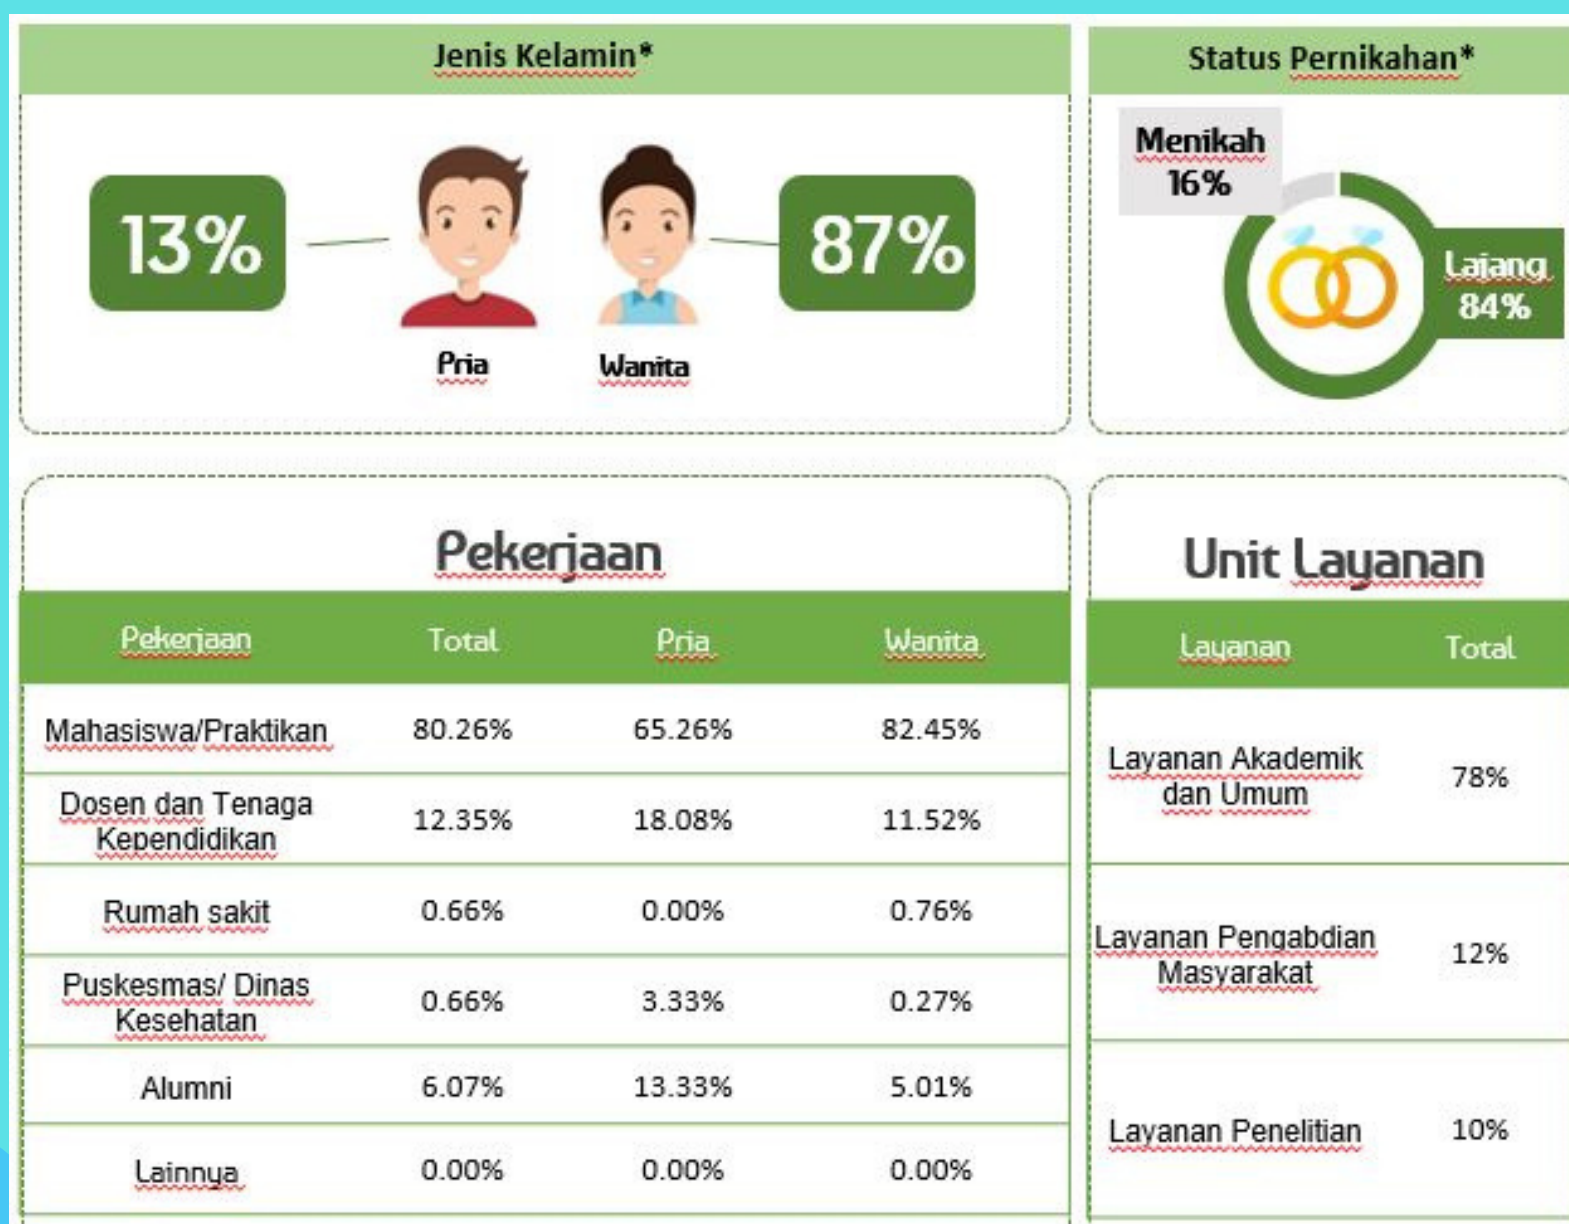 Jenis Kelamin*
13%
87%
Pria
Wanita
Status Pernikahan*
Menikah
16%
Lajang
84%
Pekerjaan
Pekerjaan Total Pria Wanita
Mahasiswa/Praktikan 80.26% 65.26% 82.45%
Dosen dan Tenaga
Kependidikan 12.35% 18.08% 11.52%
Rumah sakit 0.66% 0.00% 0.76%
Puskesmas/ Dinas
Kesehatan 0.66% 3.33% 0.27%
Alumni 6.07% 13.33% 5.01%
Lainnya 0.00% 0.00% 0.00%
Unit Layanan
Layanan Total
Layanan Akademik
dan Umum 78%
Layanan Pengabdian
Masyarakat 12%
Layanan Penelitian 10%